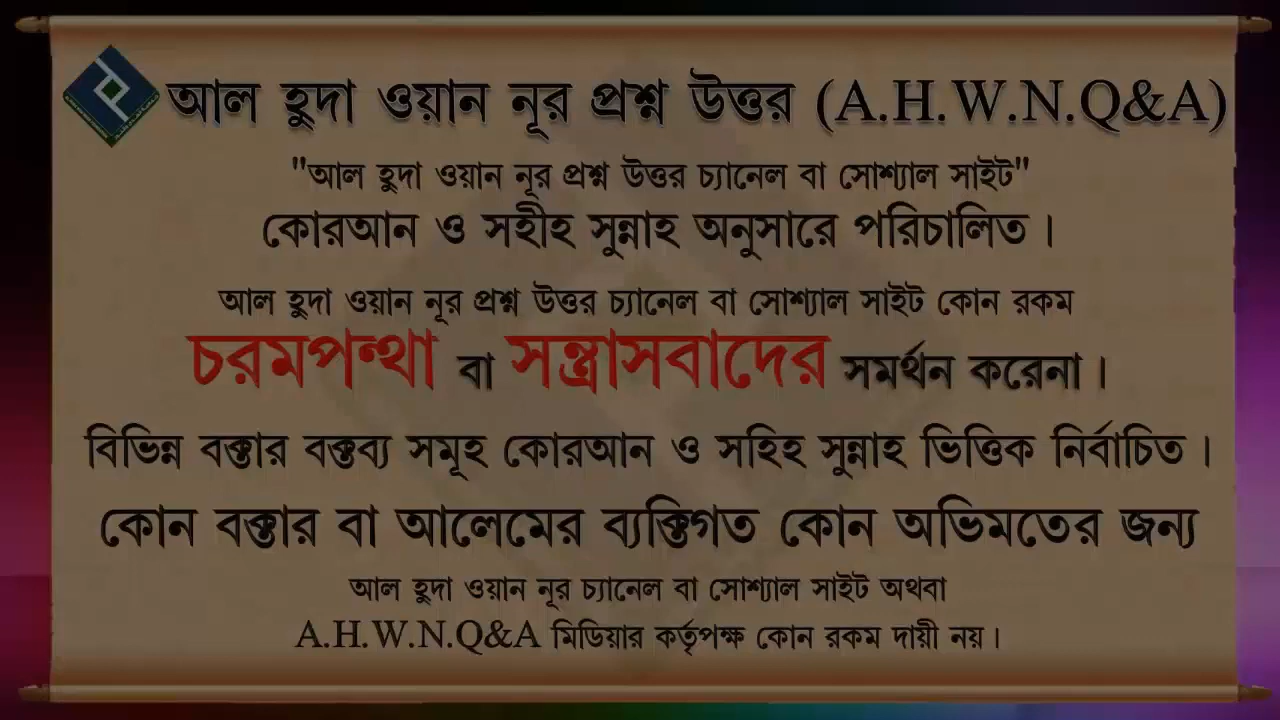 আল হুদা ওয়ান নূর প্রশ্ন উত্তর (A.H.W.N.Q&A)
"আল হুদা ওয়ান নূর প্রশ্ন উত্তর চ্যানেল বা সোশ্যাল সাইট"
কোরআন ও সহীহ সুন্নাহ অনুসারে পরিচালিত।
আল হুদা ওয়ান নূর প্রশ্ন উত্তর চ্যানেল বা সোশ্যাল সাইট কোন রকম
চরমপন্থা বা সন্ত্রাসবাদের সমর্থন করেনা।
বিভিন্ন বক্তার বক্তব্য সমূহ কোরআন ও সহিহ সুন্নাহ ভিত্তিক নির্বাচিত।
কোন বক্তার বা আলেমের ব্যক্তিগত কোন অভিমতের জন্য
আল হুদা ওয়ান নূর চ্যানেল বা সোশ্যাল সাইট অথবা
A.H.W.N.Q&A মিডিয়ার কর্তৃপক্ষ কোন রকম দায়ী নয়।